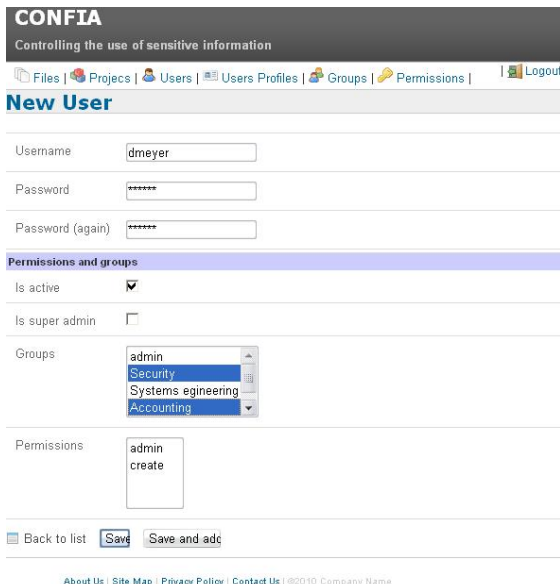 CONFIA
Controlling the use of sensitive information
Files | Projecs | Users | Users Profiles | Groups | Permissions | | Logout
New User
Username dmeyer
Password ******
Password (again) ******
Permissions and groups
Is active
Is super admin
Groups admin
Security
Systems egineering
Accounting
Permissions admin
create
Back to list Save Save and add
About Us | Site Map | Privacy Policy | Contact Us | ©2010 Company Name